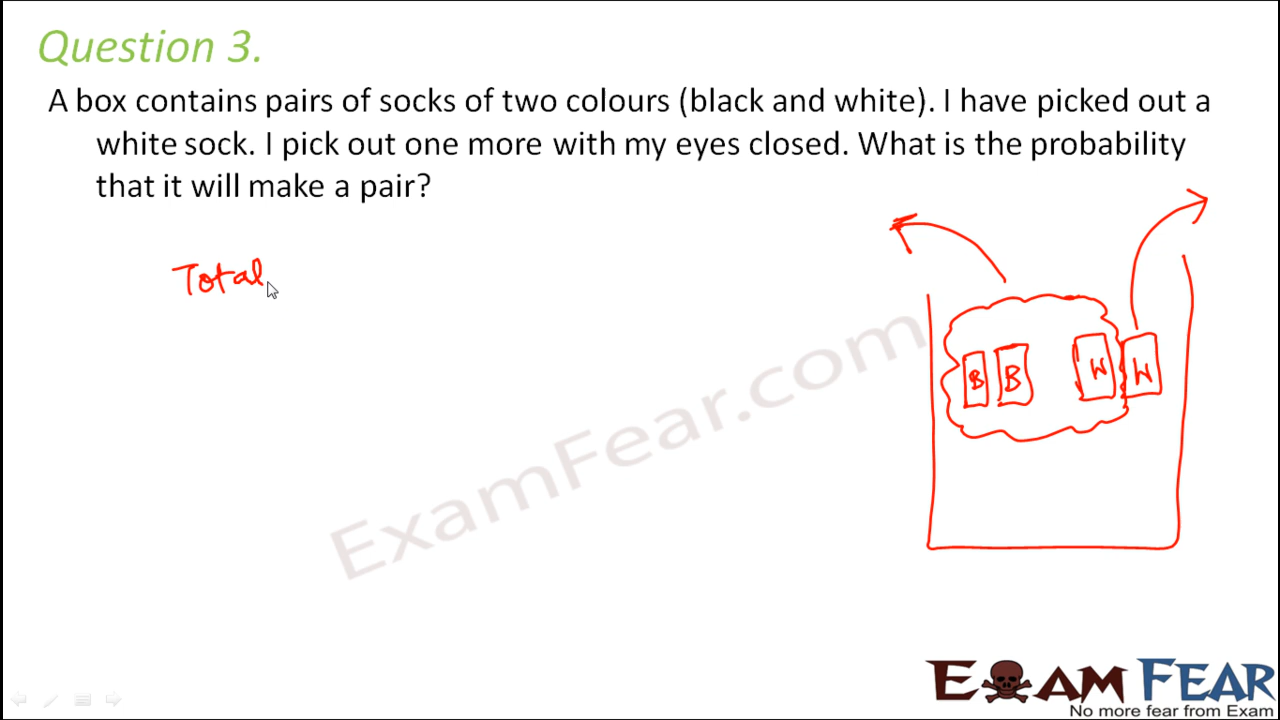 Question 3.
A box contains pairs of socks of two colours (black and white). I have picked out a
white sock. I pick out one more with my eyes closed. What is the probability
that it will make a pair?
Total
B B W W
ExamFear.com
EXAM FEAR
No more fear from Exam